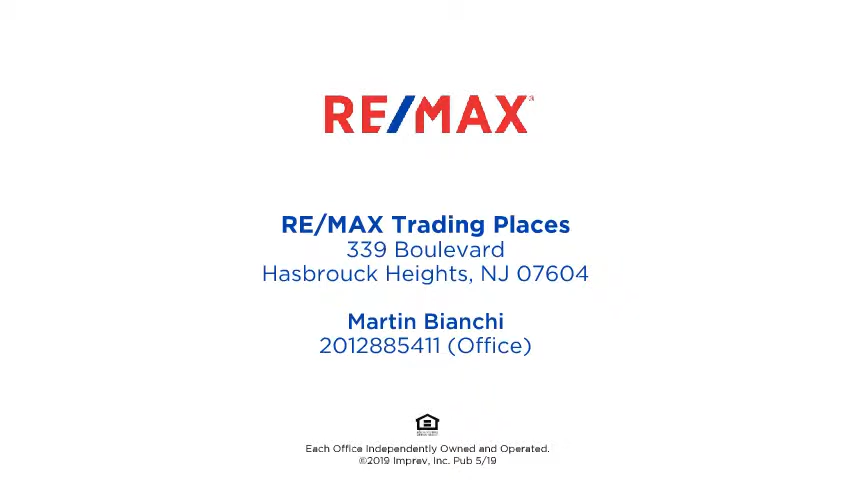 RE/MAX®
RE/MAX Trading Places
339 Boulevard
Hasbrouck Heights, NJ 07604
Martin Bianchi
2012885411 (Office)
Each Office Independently Owned and Operated.
©2019 Imprev, Inc. Pub 5/19